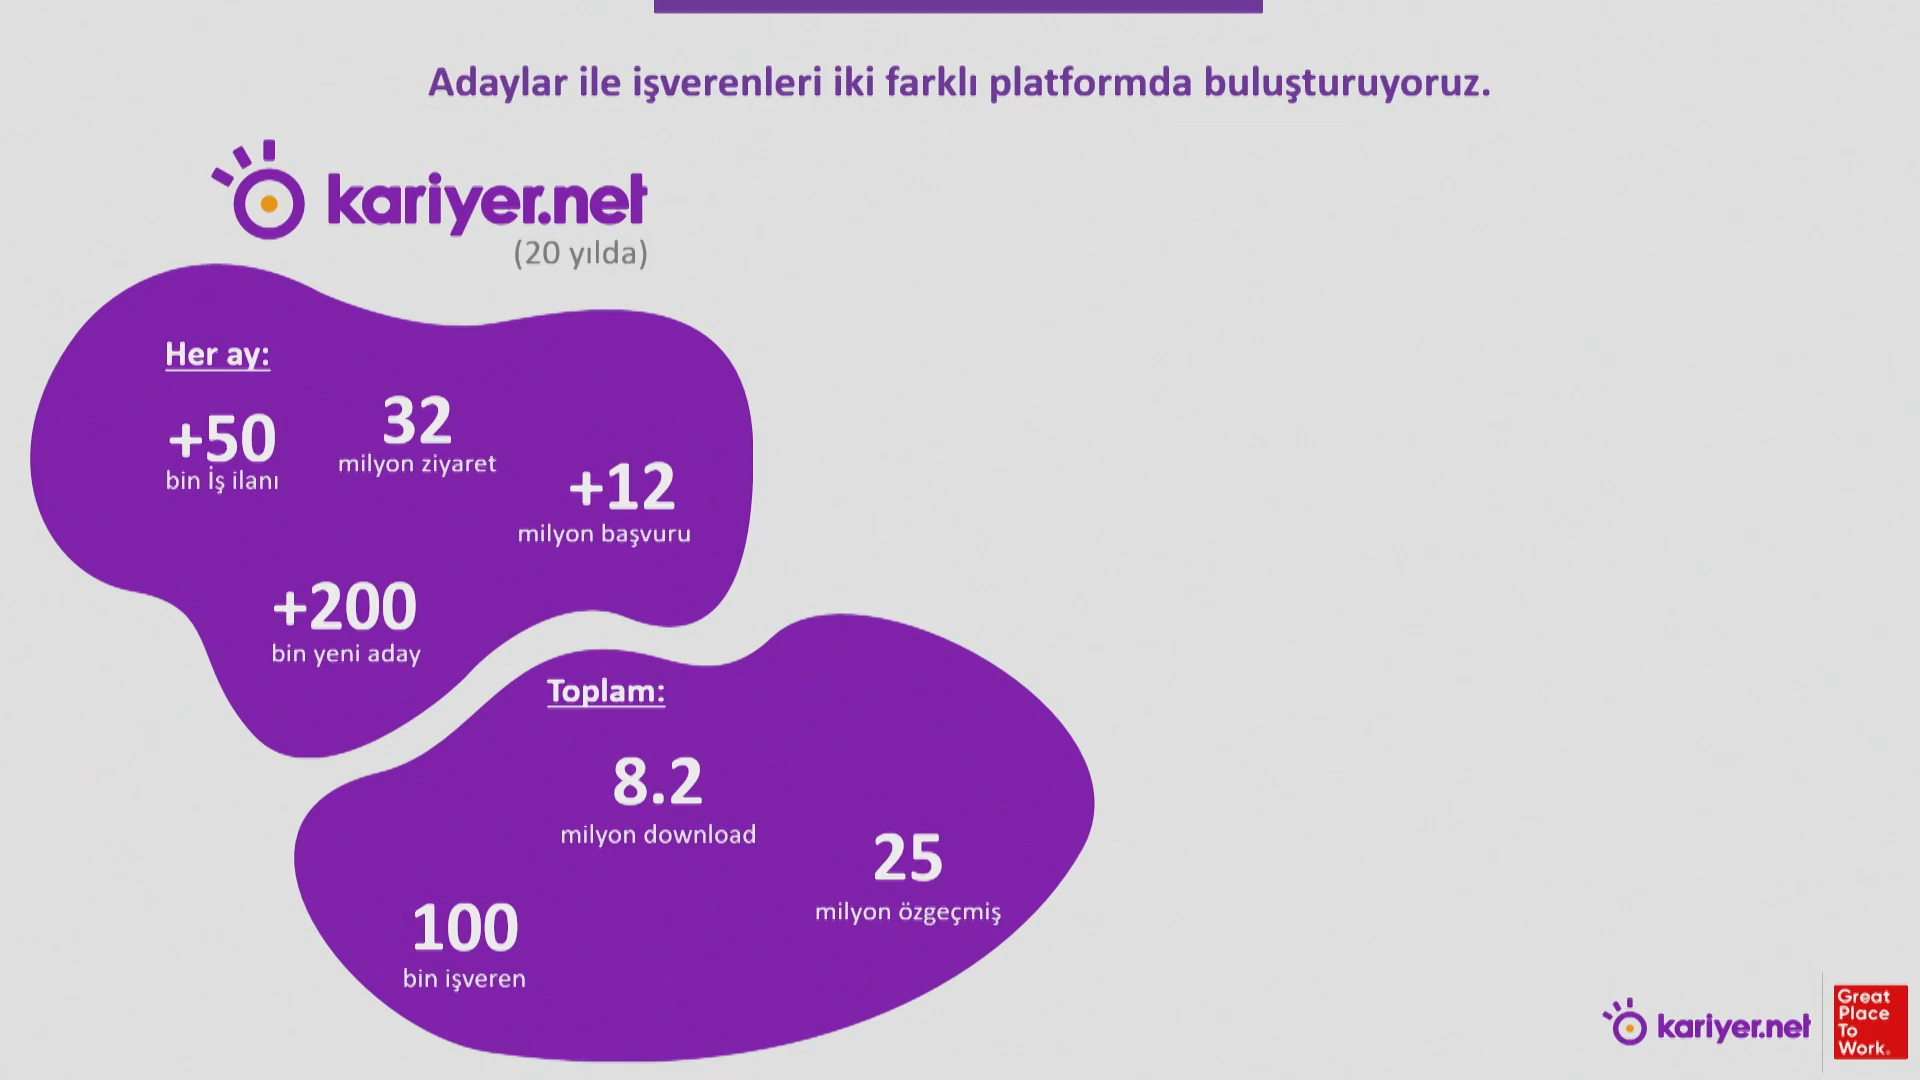 Adaylar ile işverenleri iki farklı platformda buluşturuyoruz.
kariyer.net
(20 yılda)
Her ay:
+50
bin İş ilanı
32
milyon ziyaret
+12
milyon başvuru
+200
bin yeni aday
Toplam:
8.2
milyon download
25
milyon özgeçmiş
100
bin işveren
kariyer.net
Great
Place
To
Work.